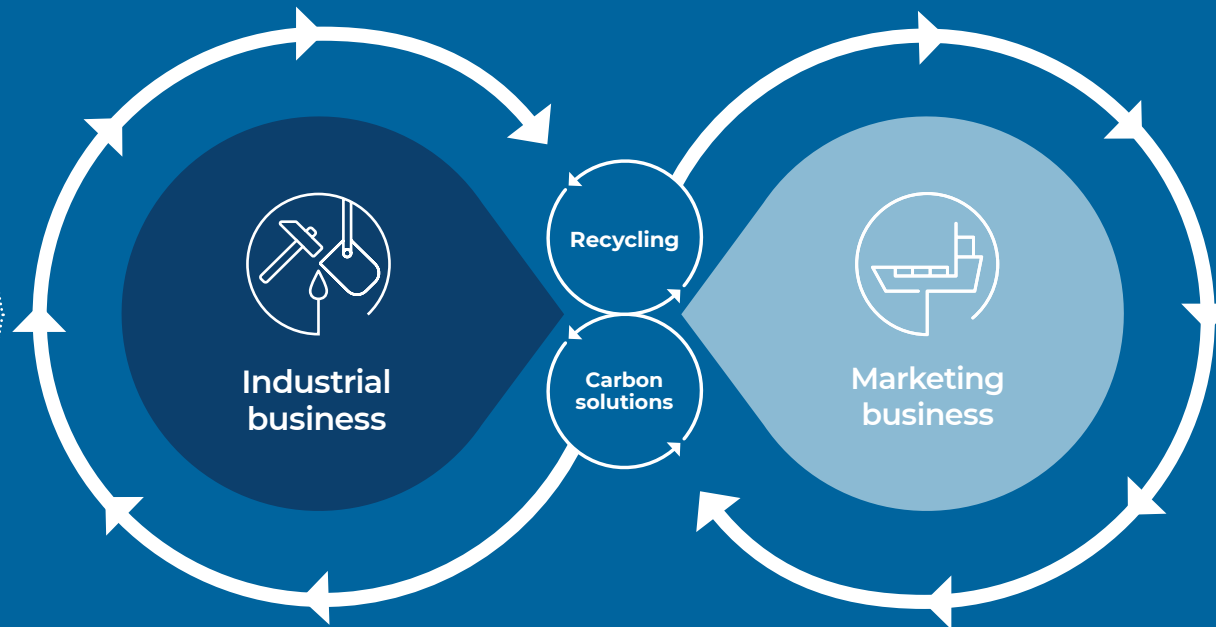 Industrial
business
Recycling
Carbon
solutions
Marketing
business